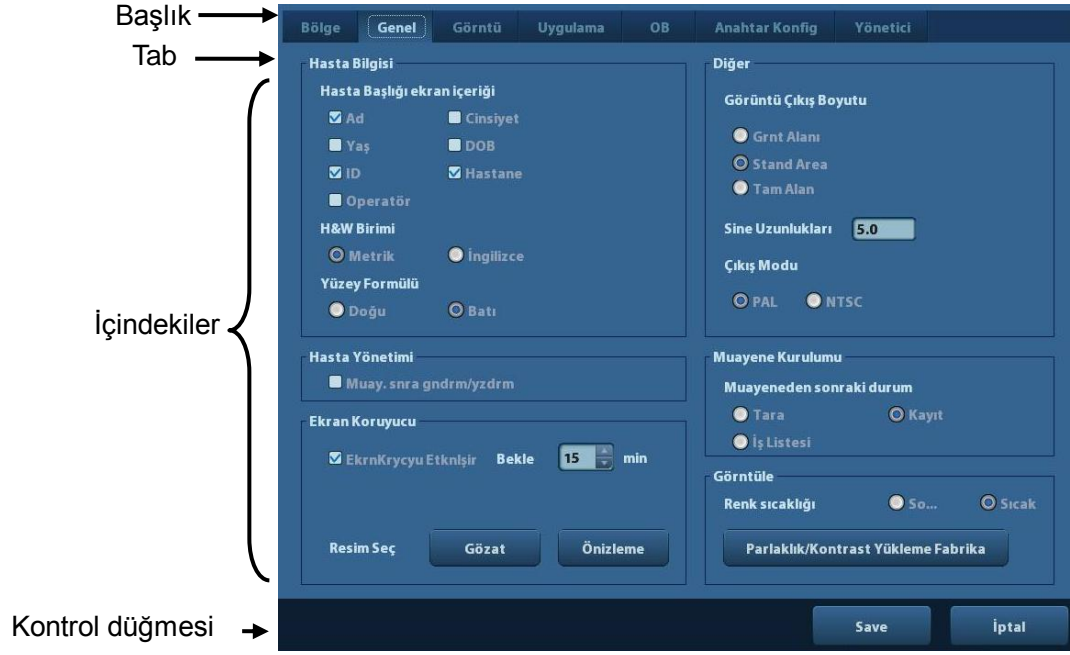 Başlık
Tab
İçindekiler
Kontrol düğmesi
Bölge Genel Görntü Uygulama OB Anahtar Konfig Yönetici
Hasta Bilgisi
Hasta Başlığı ekran içeriği
Ad Cinsiyet
Yaş DOB
ID Hastane
Operatör
H&W Birimi
Metrik İngilizce
Yüzey Formülü
Doğu Batı
Hasta Yönetimi
Muay. snra gndrm/yzdrm
Ekran Koruyucu
EkrnKrycyu Etknlşir Bekle 15 min
Resim Seç Gözat Önizleme
Diğer
Görüntü Çıkış Boyutu
Grnt Alanı
Stand Area
Tam Alan
Sine Uzunlukları 5.0
Çıkış Modu
PAL NTSC
Muayene Kurulumu
Muayeneden sonraki durum
Tara Kayıt
İş Listesi
Görntüle
Renk sıcaklığı So... Sıcak
Parlaklık/Kontrast Yükleme Fabrika
Save İptal